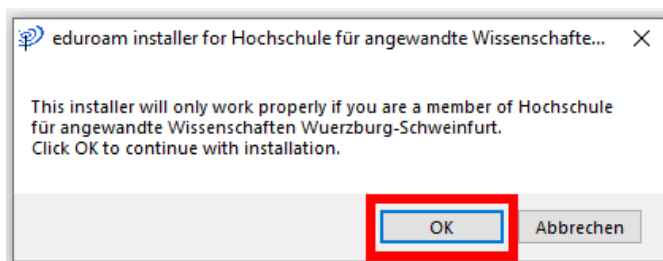 eduroam installer for Hochschule für angewandte Wissenschafte...
This installer will only work properly if you are a member of Hochschule
für angewandte Wissenschaften Wuerzburg-Schweinfurt.
Click OK to continue with installation.
OK Abbrechen